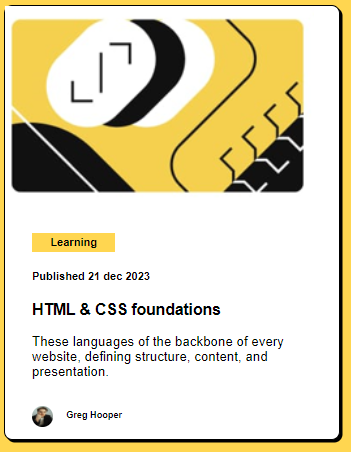 Learning
Published 21 dec 2023
HTML & CSS foundations
These languages of the backbone of every
website, defining structure, content, and
presentation.
Greg Hooper